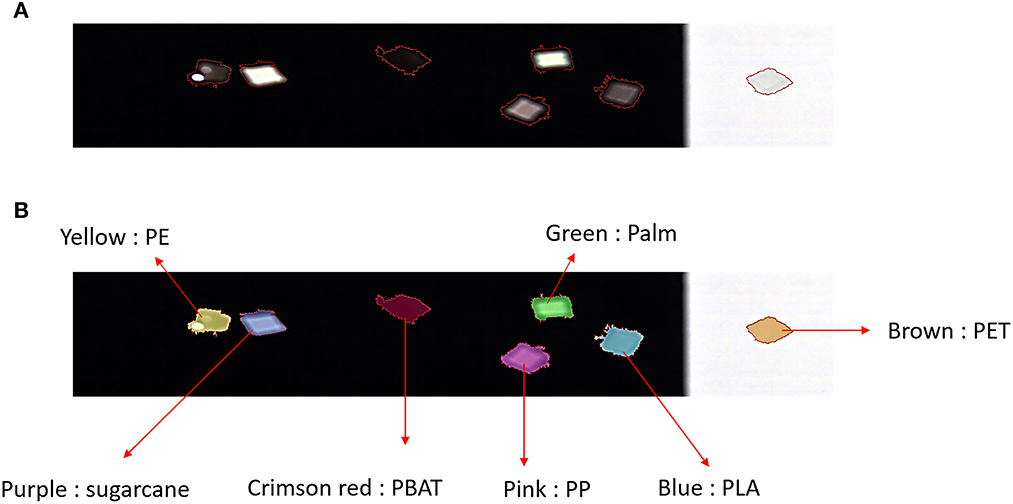 A
B
Yellow : PE
Green : Palm
Brown : PET
Purple : sugarcane
Crimson red : PBAT
Pink : PP
Blue : PLA